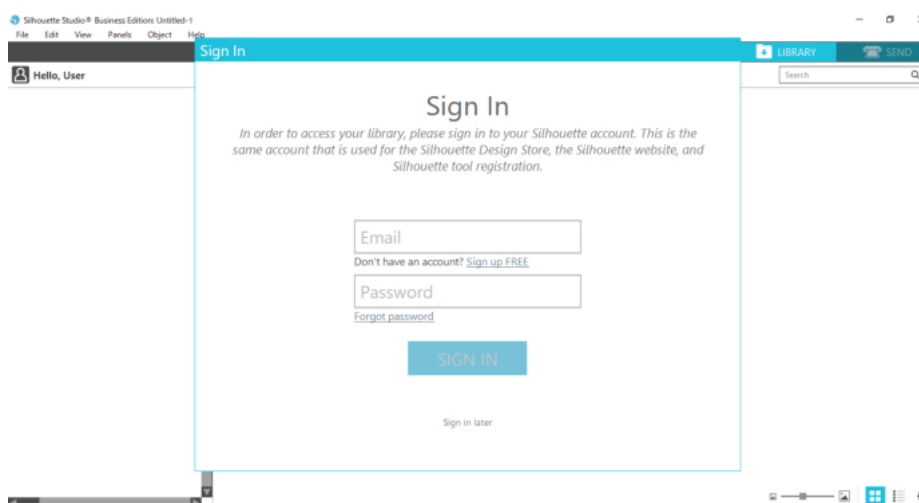 Silhouette Studio® Business Edition: Untitled-1
File Edit View Panels Object Help
Sign In
LIBRARY
SEND
Hello, User
Search
Sign In
In order to access your library, please sign in to your Silhouette account. This is the
same account that is used for the Silhouette Design Store, the Silhouette website, and
Silhouette tool registration.
Email
Don't have an account? Sign up FREE
Password
Forgot password
SIGN IN
Sign in later